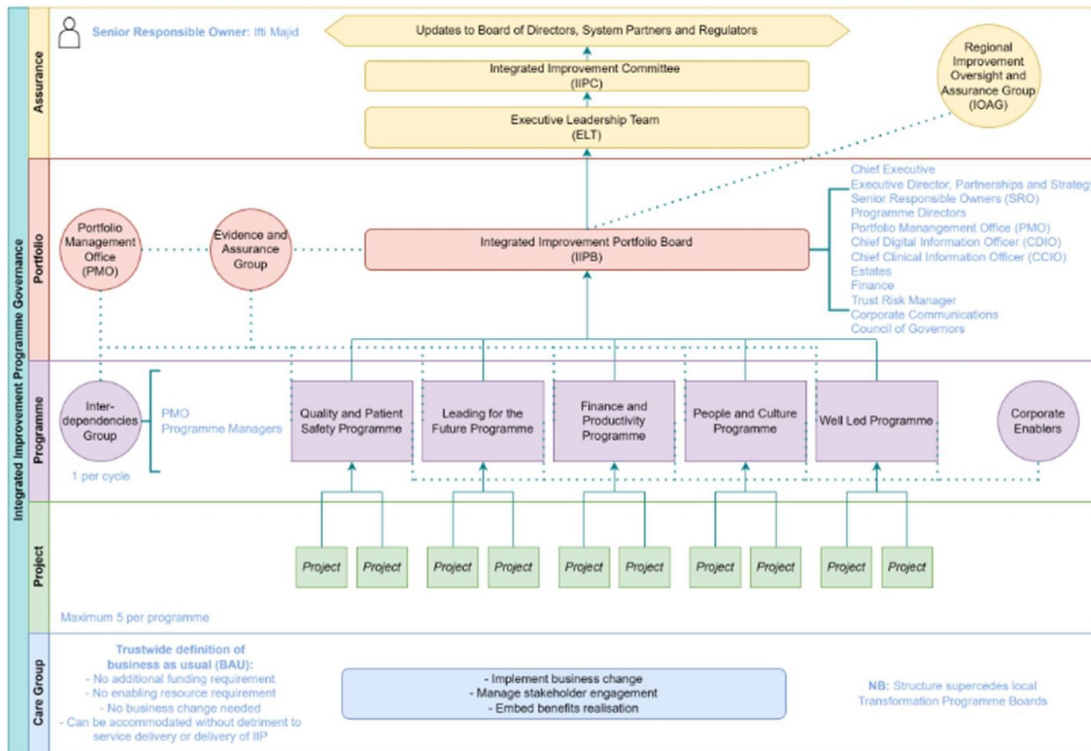 Integrated Improvement Programme Governance
Assurance
Senior Responsible Owner: Ifti Majid
Updates to Board of Directors, System Partners and Regulators
Integrated Improvement Committee
(IIPC)
Executive Leadership Team
(ELT)
Regional
Improvement
Oversight and
Assurance Group
(IOAG)
Portfolio
Portfolio
Management
Office
(PMO)
Evidence and
Assurance
Group
Integrated Improvement Portfolio Board
(IIPB)
Chief Executive
Executive Director, Partnerships and Strategy
Senior Responsible Owners (SRO)
Programme Directors
Portfolio Manangement Office (PMO)
Chief Digital Information Officer (CDIO)
Chief Clinical Information Officer (CCIO)
Estates
Finance
Trust Risk Manager
Corporate Communications
Council of Governors
Programme
Inter-
dependencies
Group
1 per cycle
PMO
Programme Managers
Quality and Patient
Safety Programme
Leading for the
Future Programme
Finance and
Productivity
Programme
People and Culture
Programme
Well Led Programme
Corporate
Enablers
Project
Project
Project
Project
Project
Project
Project
Project
Project
Project
Project
Maximum 5 per programme
Care Group
Trustwide definition of
business as usual (BAU):
- No additional funding requirement
- No enabling resource requirement
- No business change needed
- Can be accommodated without detriment to
service delivery or delivery of IIP
- Implement business change
- Manage stakeholder engagement
- Embed benefits realisation
NB: Structure supercedes local
Transformation Programme Boards